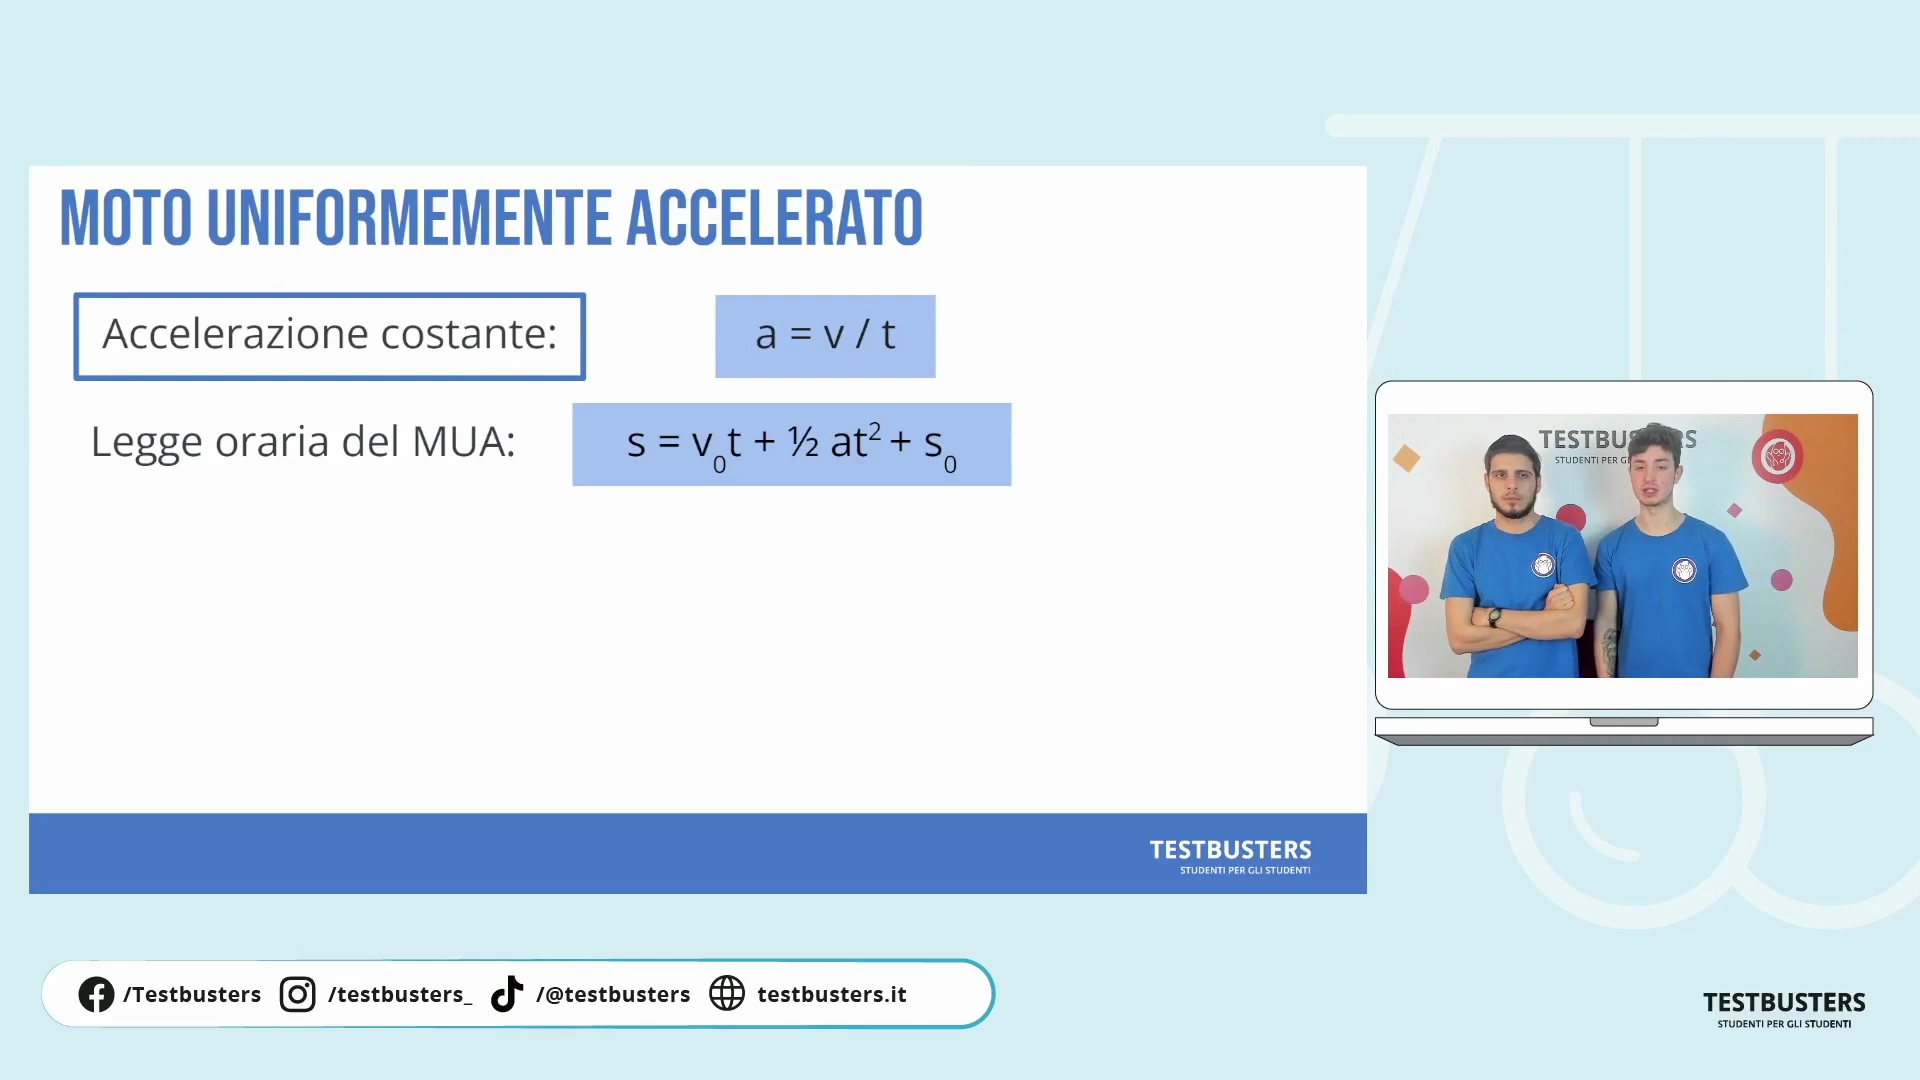 MOTO UNIFORMEMENTE ACCELERATO
Accelerazione costante:
a = v / t
Legge oraria del MUA:
s = v₀t + ½ at² + s₀
TESTBUSTERS
STUDENTI PER GLI STUDENTI
/Testbusters
/testbusters_
/@testbusters
testbusters.it
TESTBUSTERS
STUDENTI PER GLI STUDENTI